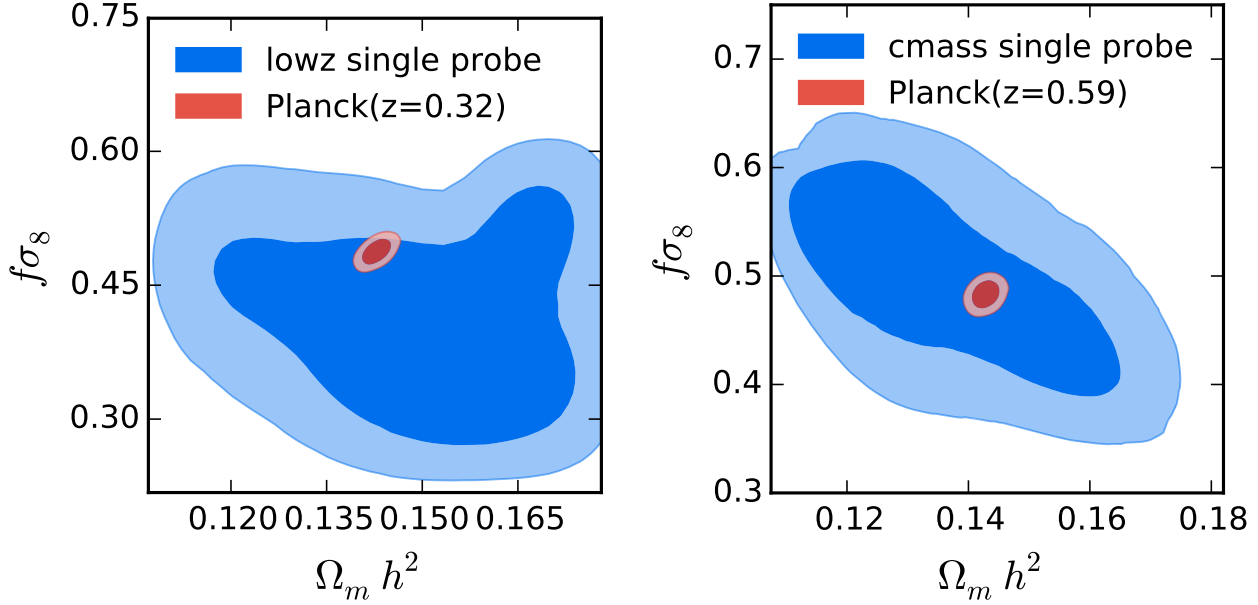 0.75
0.60
0.45
0.30
fσ₈
lowz single probe
Planck(z=0.32)
0.120 0.135 0.150 0.165
Ωₘ h²
0.7
0.6
0.5
0.4
0.3
fσ₈
cmass single probe
Planck(z=0.59)
0.12 0.14 0.16 0.18
Ωₘ h²